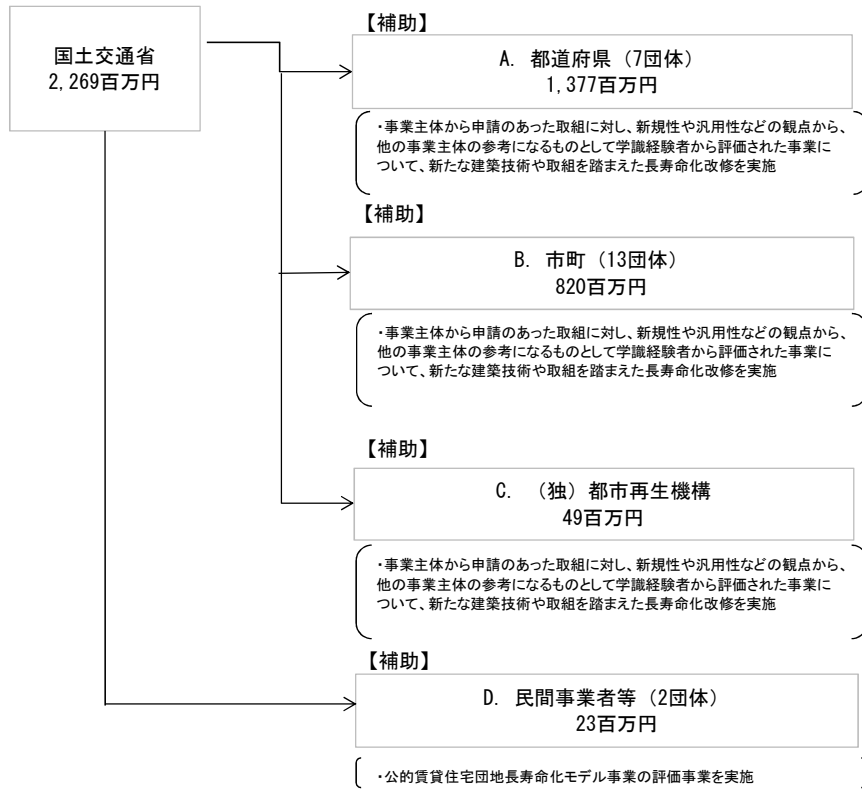 国土交通省
2,269百万円
【補助】
A. 都道府県（7団体）
1,377百万円
・事業主体から申請のあった取組に対し、新規性や汎用性などの観点から、
他の事業主体の参考になるものとして学識経験者から評価された事業に
ついて、新たな建築技術や取組を踏まえた長寿命化改修を実施
【補助】
B. 市町（13団体）
820百万円
・事業主体から申請のあった取組に対し、新規性や汎用性などの観点から、
他の事業主体の参考になるものとして学識経験者から評価された事業に
ついて、新たな建築技術や取組を踏まえた長寿命化改修を実施
【補助】
C. （独）都市再生機構
49百万円
・事業主体から申請のあった取組に対し、新規性や汎用性などの観点から、
他の事業主体の参考になるものとして学識経験者から評価された事業に
ついて、新たな建築技術や取組を踏まえた長寿命化改修を実施
【補助】
D. 民間事業者等（2団体）
23百万円
・公的賃貸住宅団地長寿命化モデル事業の評価事業を実施